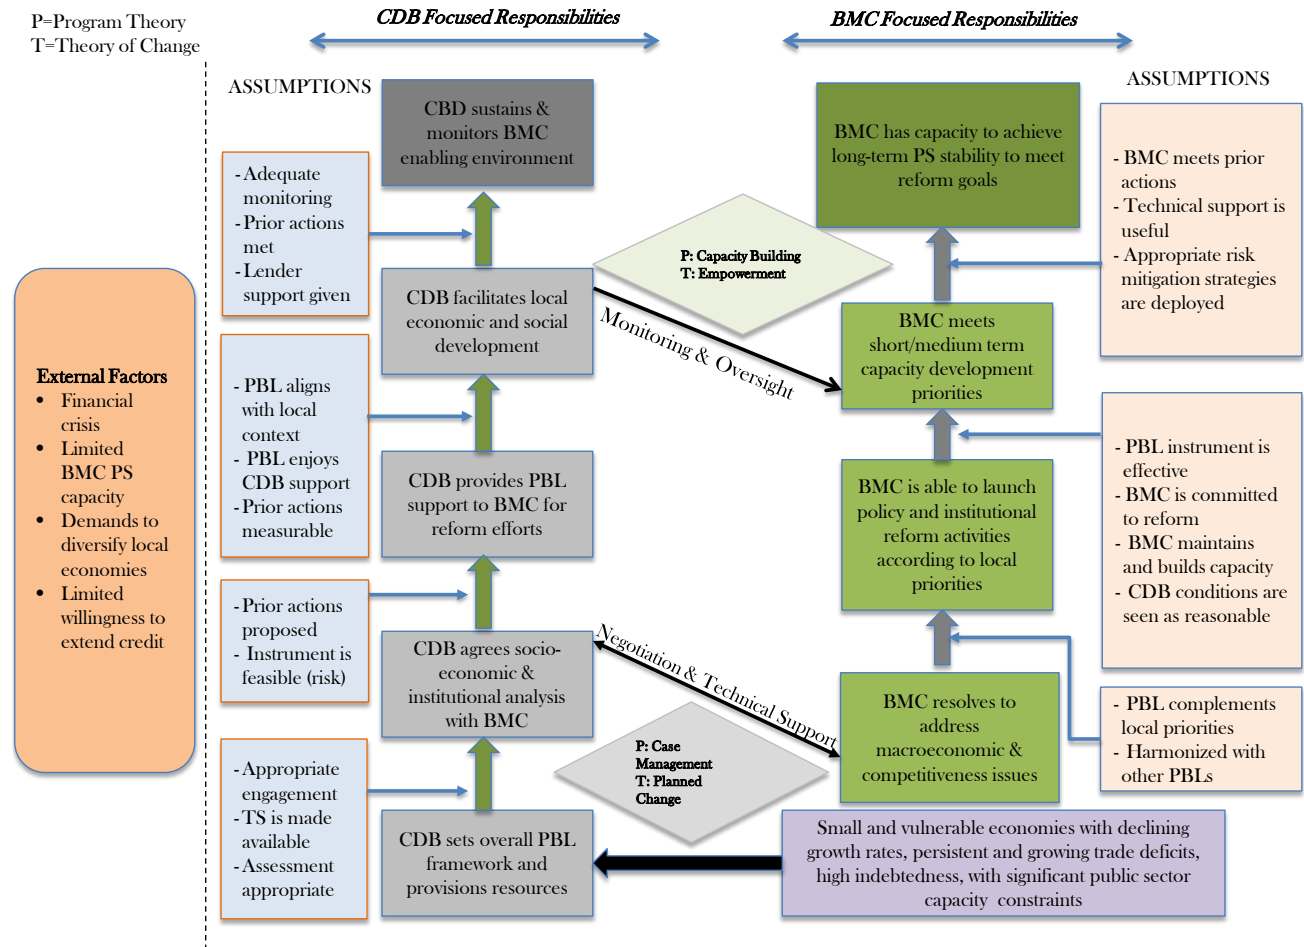 P=Program Theory
T=Theory of Change
CDB Focused Responsibilities
BMC Focused Responsibilities
ASSUMPTIONS
ASSUMPTIONS
External Factors
• Financial
crisis
• Limited
BMC PS
capacity
• Demands to
diversify local
economies
• Limited
willingness to
extend credit
- Adequate
monitoring
- Prior actions
met
- Lender
support given
- PBL aligns
with local
context
- PBL enjoys
CDB support
- Prior actions
measurable
- Prior actions
proposed
- Instrument is
feasible (risk)
- Appropriate
engagement
- TS is made
available
- Assessment
appropriate
CBD sustains &
monitors BMC
enabling environment
CDB facilitates local
economic and social
development
CDB provides PBL
support to BMC for
reform efforts
CDB agrees socio-
economic &
institutional analysis
with BMC
CDB sets overall PBL
framework and
provisions resources
P: Capacity Building
T: Empowerment
Monitoring & Oversight
Negotiation & Technical Support
P: Case
Management
T: Planned
Change
BMC has capacity to achieve
long-term PS stability to meet
reform goals
BMC meets
short/medium term
capacity development
priorities
BMC is able to launch
policy and institutional
reform activities
according to local
priorities
BMC resolves to
address
macroeconomic &
competitiveness issues
Small and vulnerable economies with declining
growth rates, persistent and growing trade deficits,
high indebtedness, with significant public sector
capacity constraints
- BMC meets prior
actions
- Technical support is
useful
- Appropriate risk
mitigation strategies
are deployed
- PBL instrument is
effective
- BMC is committed
to reform
- BMC maintains
and builds capacity
- CDB conditions are
seen as reasonable
- PBL complements
local priorities
- Harmonized with
other PBLs